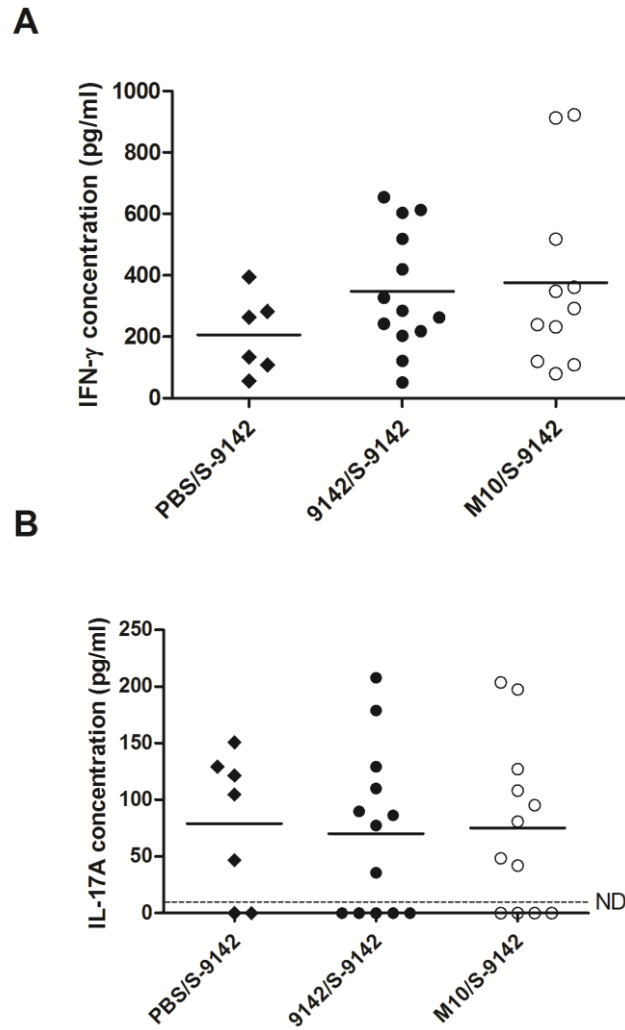 A
IFN-γ concentration (pg/ml)
1000
800
600
400
200
0
PBS/S-9142
9142/S-9142
M10/S-9142
B
IL-17A concentration (pg/ml)
250
200
150
100
50
0
ND
PBS/S-9142
9142/S-9142
M10/S-9142